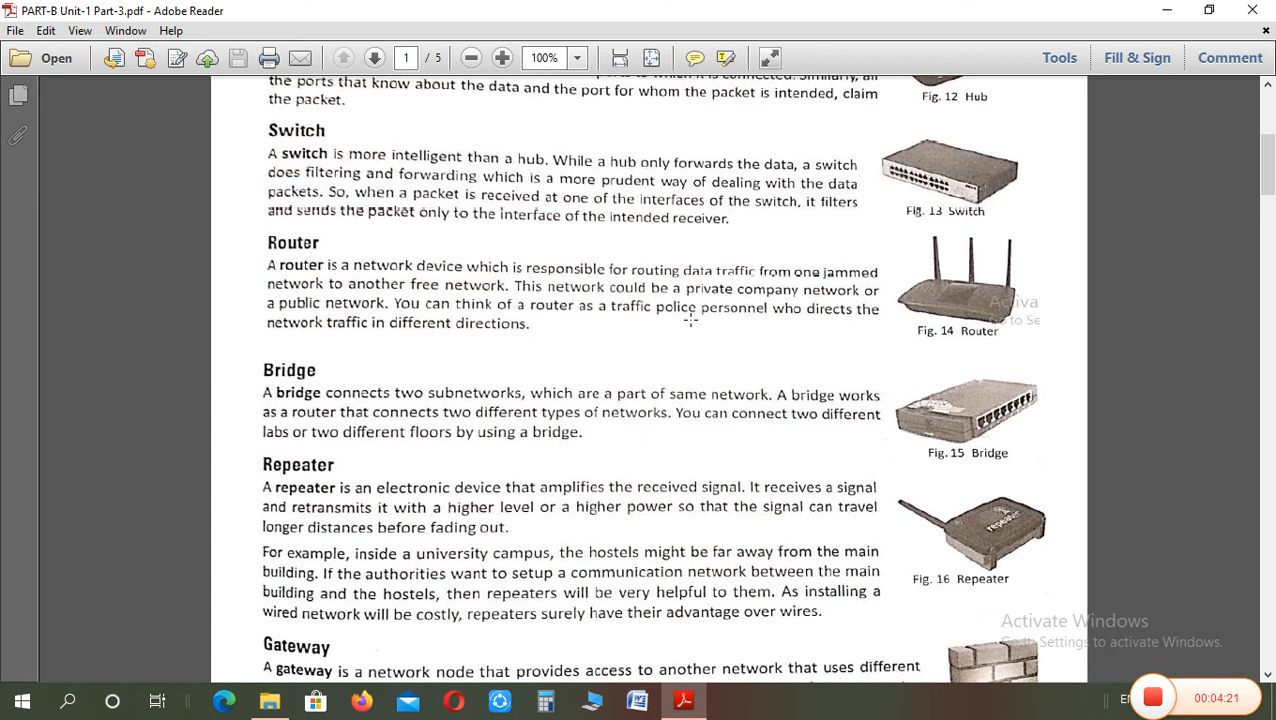 PART-B Unit-1 Part-3.pdf - Adobe Reader
File Edit View Window Help
Open 1 / 5 100% Tools Fill & Sign Comment
the ports that know about the data and the port for whom the packet is intended, claim
the packet.
Fig. 12 Hub
Switch
A switch is more intelligent than a hub. While a hub only forwards the data, a switch
does filtering and forwarding which is a more prudent way of dealing with the data
packets. So, when a packet is received at one of the interfaces of the switch, it filters
and sends the packet only to the interface of the intended receiver.
Fig. 13 Switch
Router
A router is a network device which is responsible for routing data traffic from one jammed
network to another free network. This network could be a private company network or
a public network. You can think of a router as a traffic police personnel who directs the
network traffic in different directions.
Fig. 14 Router
Bridge
A bridge connects two subnetworks, which are a part of same network. A bridge works
as a router that connects two different types of networks. You can connect two different
labs or two different floors by using a bridge.
Fig. 15 Bridge
Repeater
A repeater is an electronic device that amplifies the received signal. It receives a signal
and retransmits it with a higher level or a higher power so that the signal can travel
longer distances before fading out.
For example, inside a university campus, the hostels might be far away from the main
building. If the authorities want to setup a communication network between the main
building and the hostels, then repeaters will be very helpful to them. As installing a
wired network will be costly, repeaters surely have their advantage over wires.
repeater
Fig. 16 Repeater
Activate Windows
Go to Settings to activate Windows.
Gateway
A gateway is a network node that provides access to another network that uses different
00:04:21